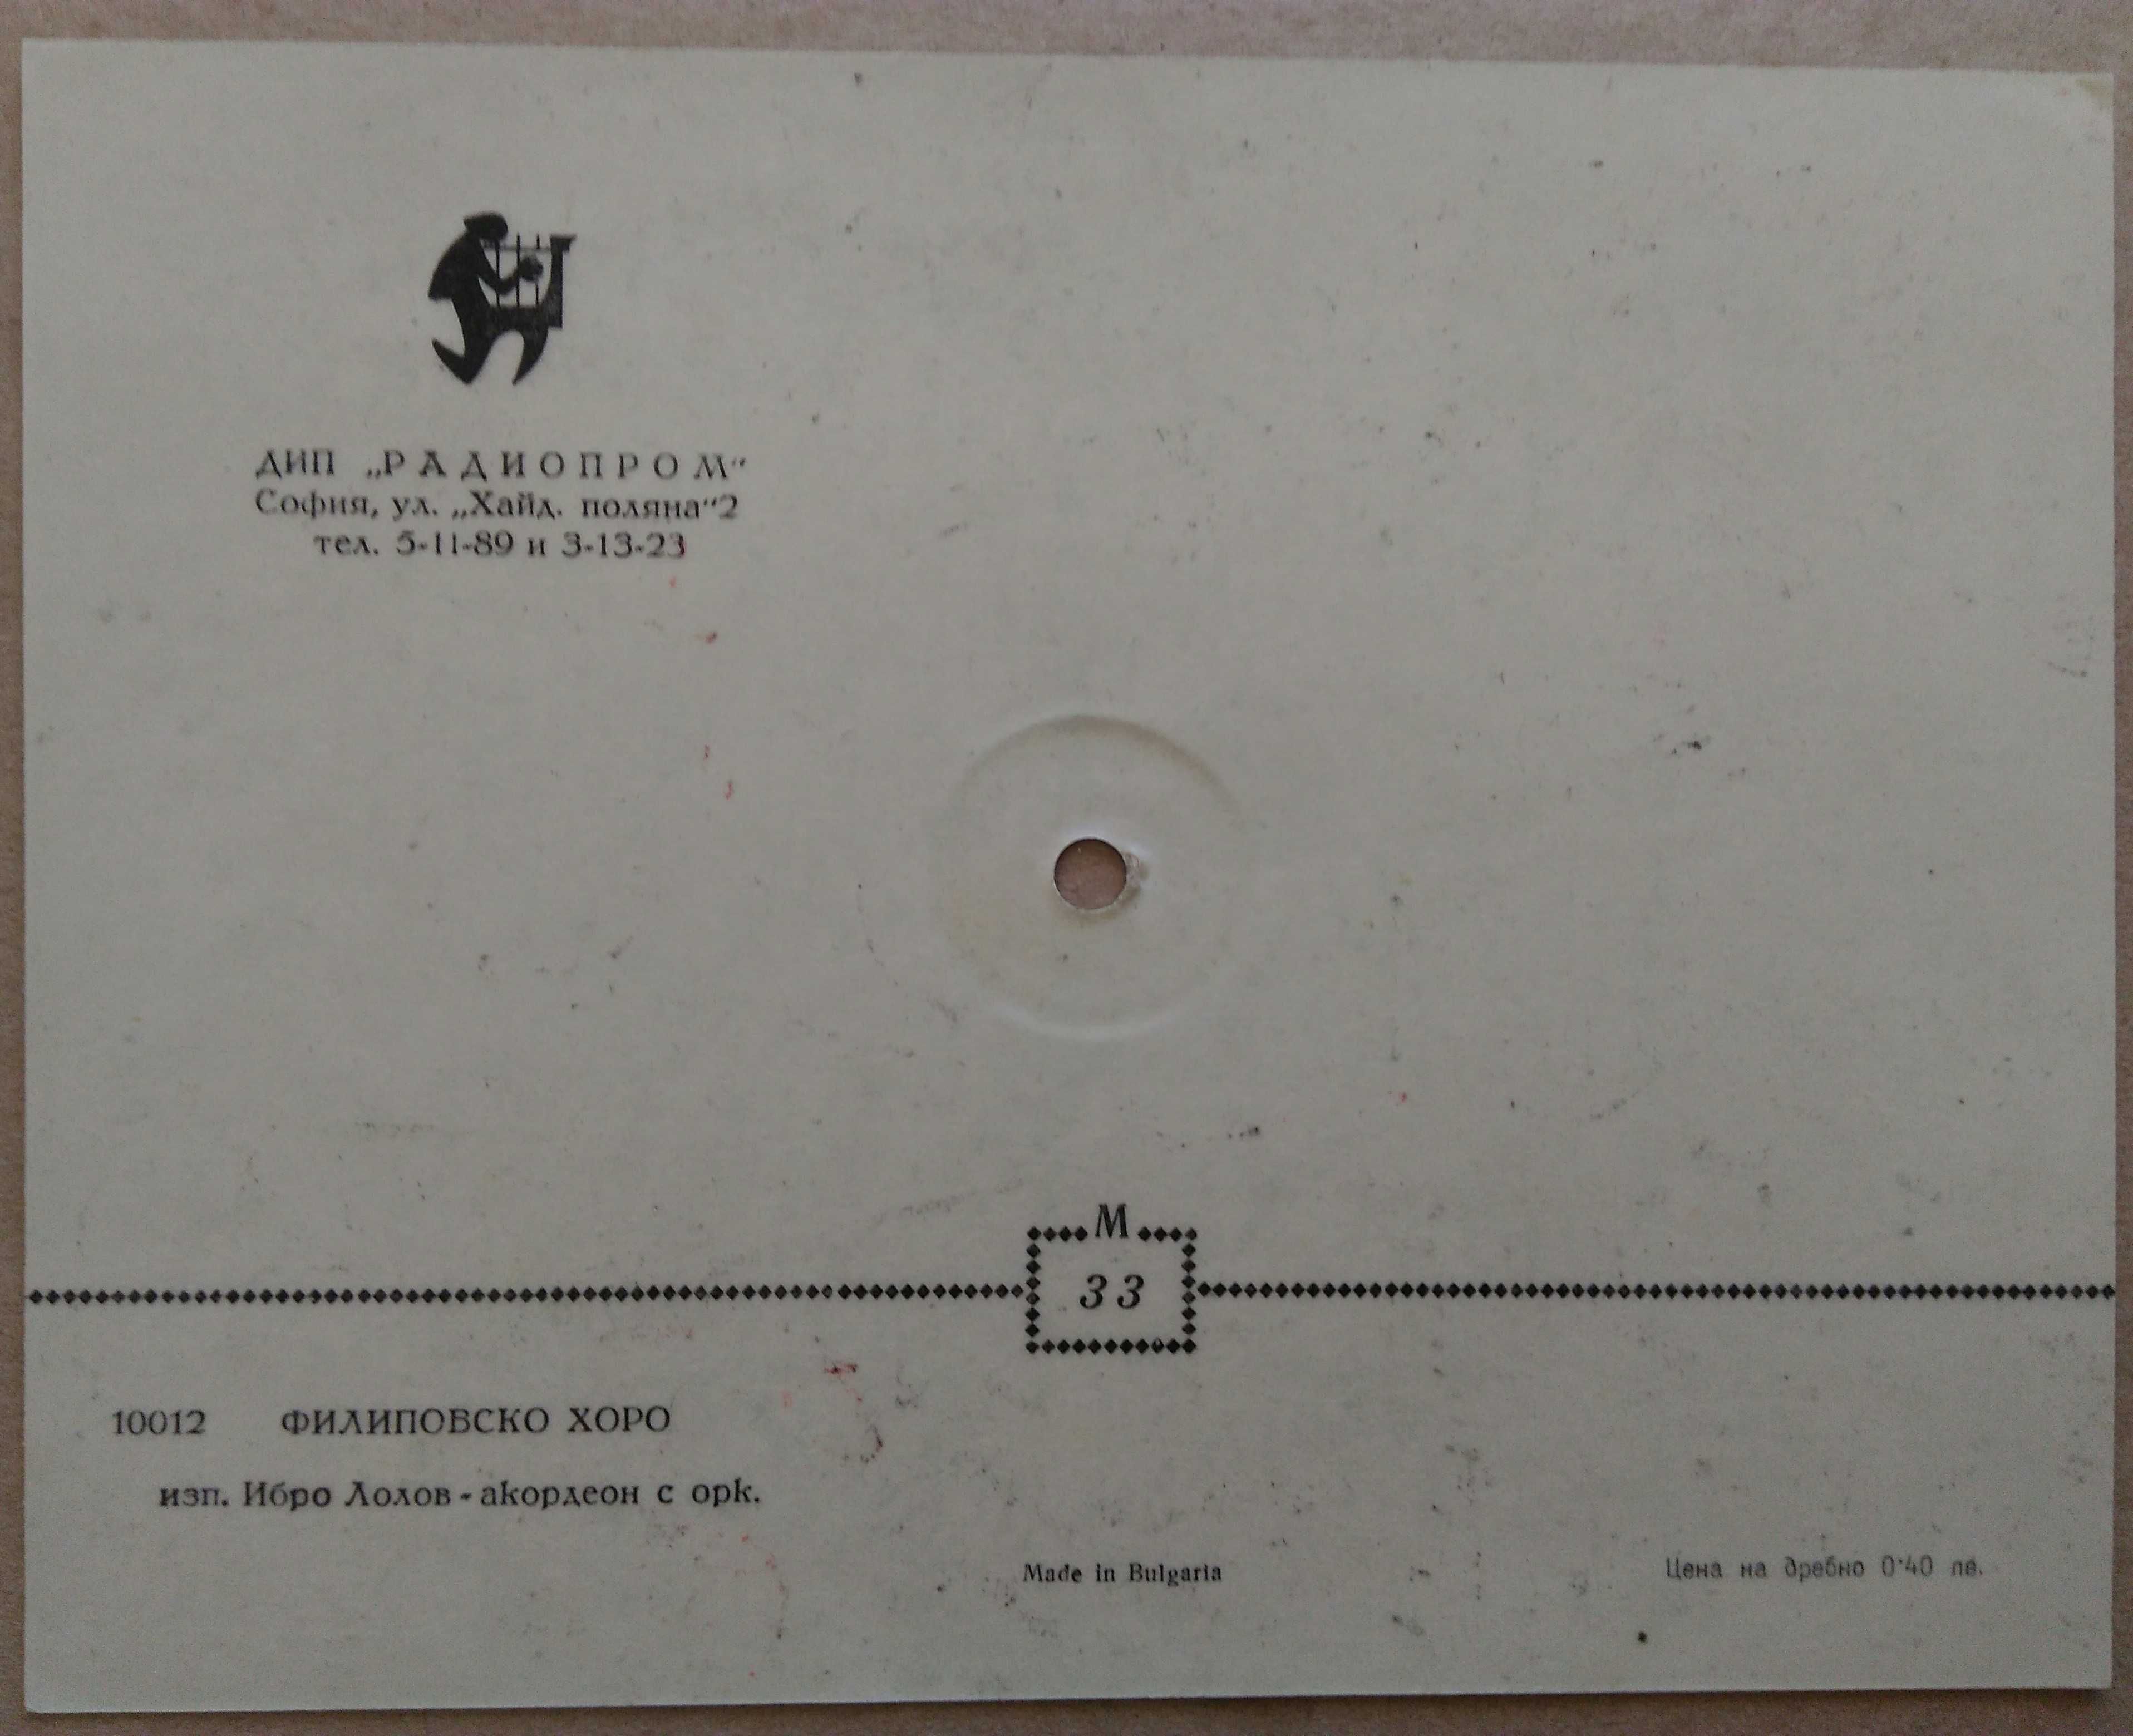 ДИП „РАДИОПРОМ“
София, ул. „Хайд. поляна“ 2
тел. 5-11-89 и 3-13-23
М
33
10012 ФИЛИПОВСКО ХОРО
изп. Ибро Лолов - акордеон с орк.
Made in Bulgaria
Цена на дребно 0·40 лв.